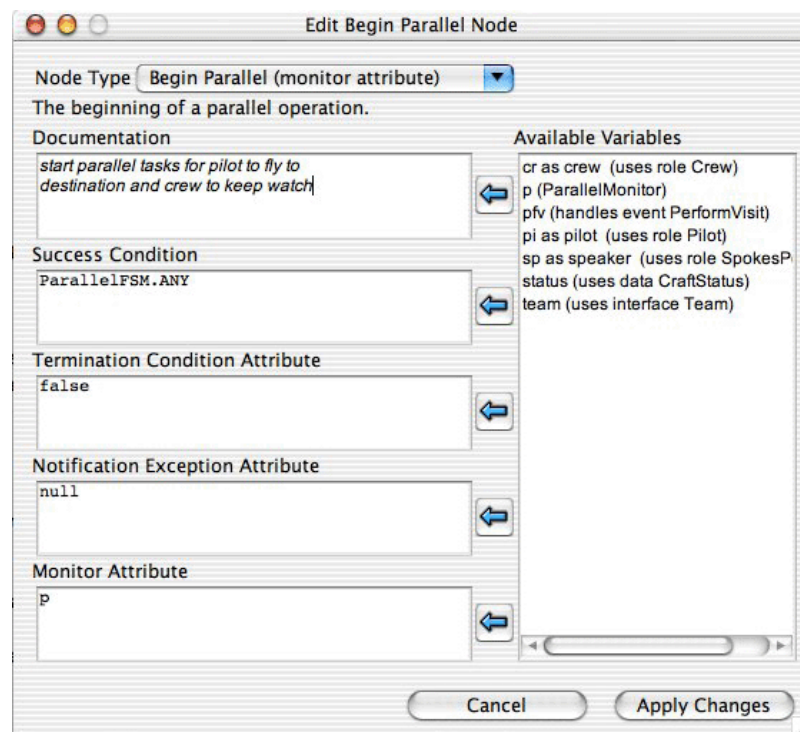 Edit Begin Parallel Node
Node Type Begin Parallel (monitor attribute)
The beginning of a parallel operation.
Documentation
start parallel tasks for pilot to fly to
destination and crew to keep watch
Success Condition
ParallelFSM.ANY
Termination Condition Attribute
false
Notification Exception Attribute
null
Monitor Attribute
p
Available Variables
cr as crew (uses role Crew)
p (ParallelMonitor)
pfv (handles event PerformVisit)
pi as pilot (uses role Pilot)
sp as speaker (uses role SpokesP
status (uses data CraftStatus)
team (uses interface Team)
Cancel
Apply Changes